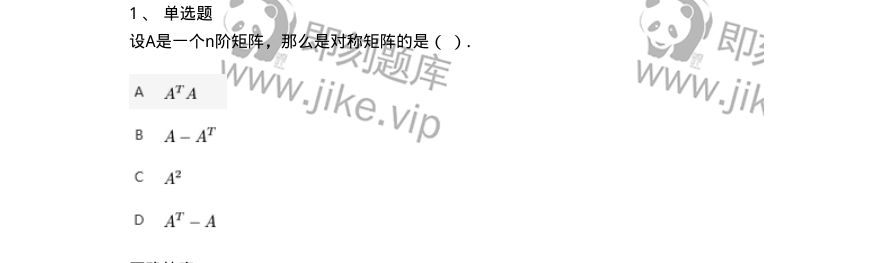 1 、 单选题
设A是一个n阶矩阵，那么是对称矩阵的是（ ）.
A A^T A
B A − A^T
C A²
D A^T − A
即刻题库
www.jike.vip
即刻
www.jik